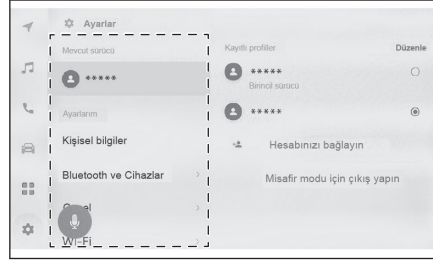 Ayarlar
Mevcut sürücü
*****
Ayarlarım
Kişisel bilgiler
Bluetooth ve Cihazlar
Wi-Fi
Kayıtlı profiller
Düzenle
*****
Birincil sürücü
*****
Hesabınızı bağlayın
Misafir modu için çıkış yapın